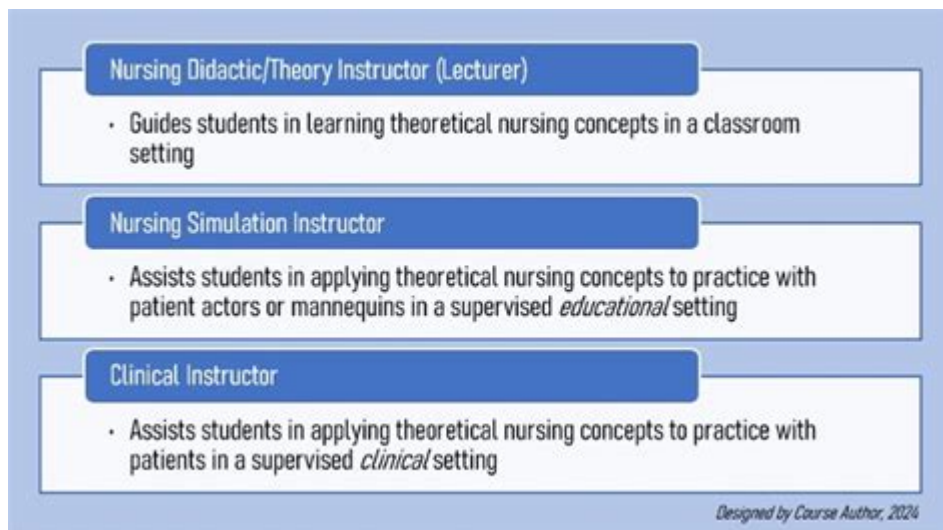 Nursing Didactic/Theory Instructor (Lecturer)
• Guides students in learning theoretical nursing concepts in a classroom
setting
Nursing Simulation Instructor
• Assists students in applying theoretical nursing concepts to practice with
patient actors or mannequins in a supervised educational setting
Clinical Instructor
• Assists students in applying theoretical nursing concepts to practice with
patients in a supervised clinical setting
Designed by Course Author, 2024